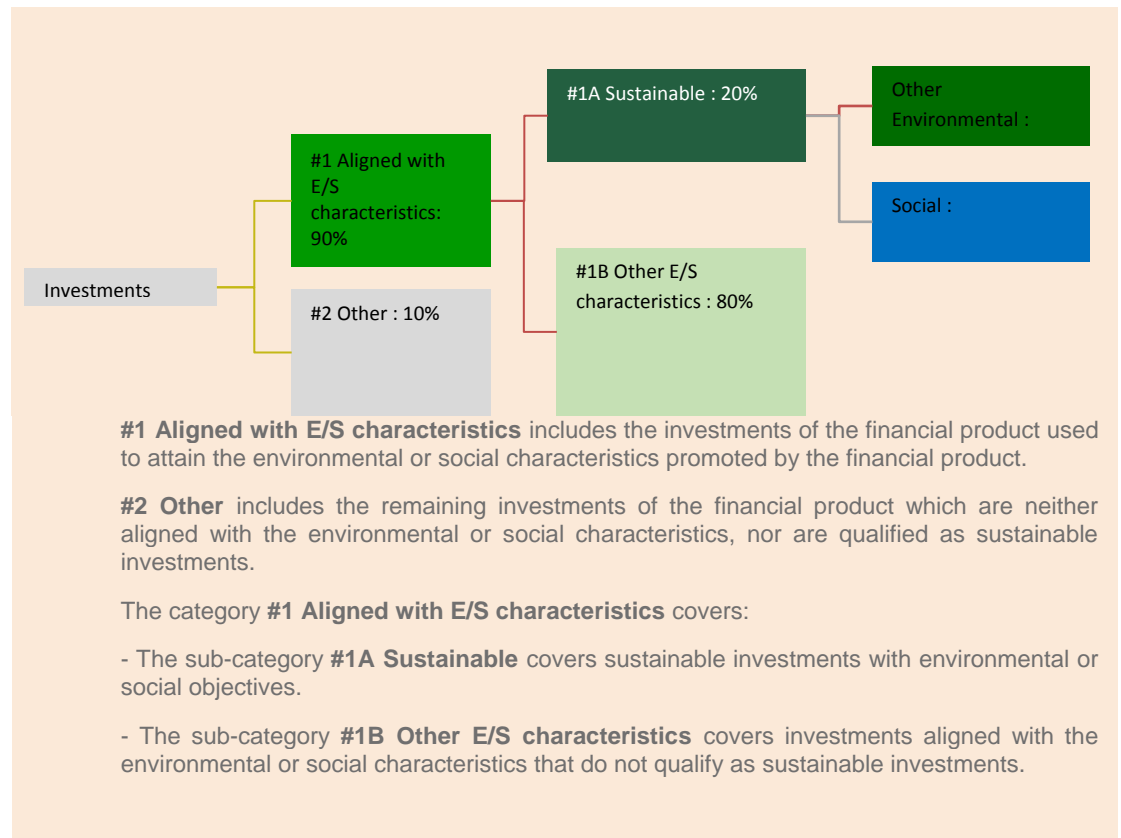 #1A Sustainable : 20%
Other
Environmental :
#1 Aligned with
E/S
characteristics:
90%
Social :
#1B Other E/S
characteristics : 80%
Investments
#2 Other : 10%
#1 Aligned with E/S characteristics includes the investments of the financial product used
to attain the environmental or social characteristics promoted by the financial product.
#2 Other includes the remaining investments of the financial product which are neither
aligned with the environmental or social characteristics, nor are qualified as sustainable
investments.
The category #1 Aligned with E/S characteristics covers:
- The sub-category #1A Sustainable covers sustainable investments with environmental or
social objectives.
- The sub-category #1B Other E/S characteristics covers investments aligned with the
environmental or social characteristics that do not qualify as sustainable investments.